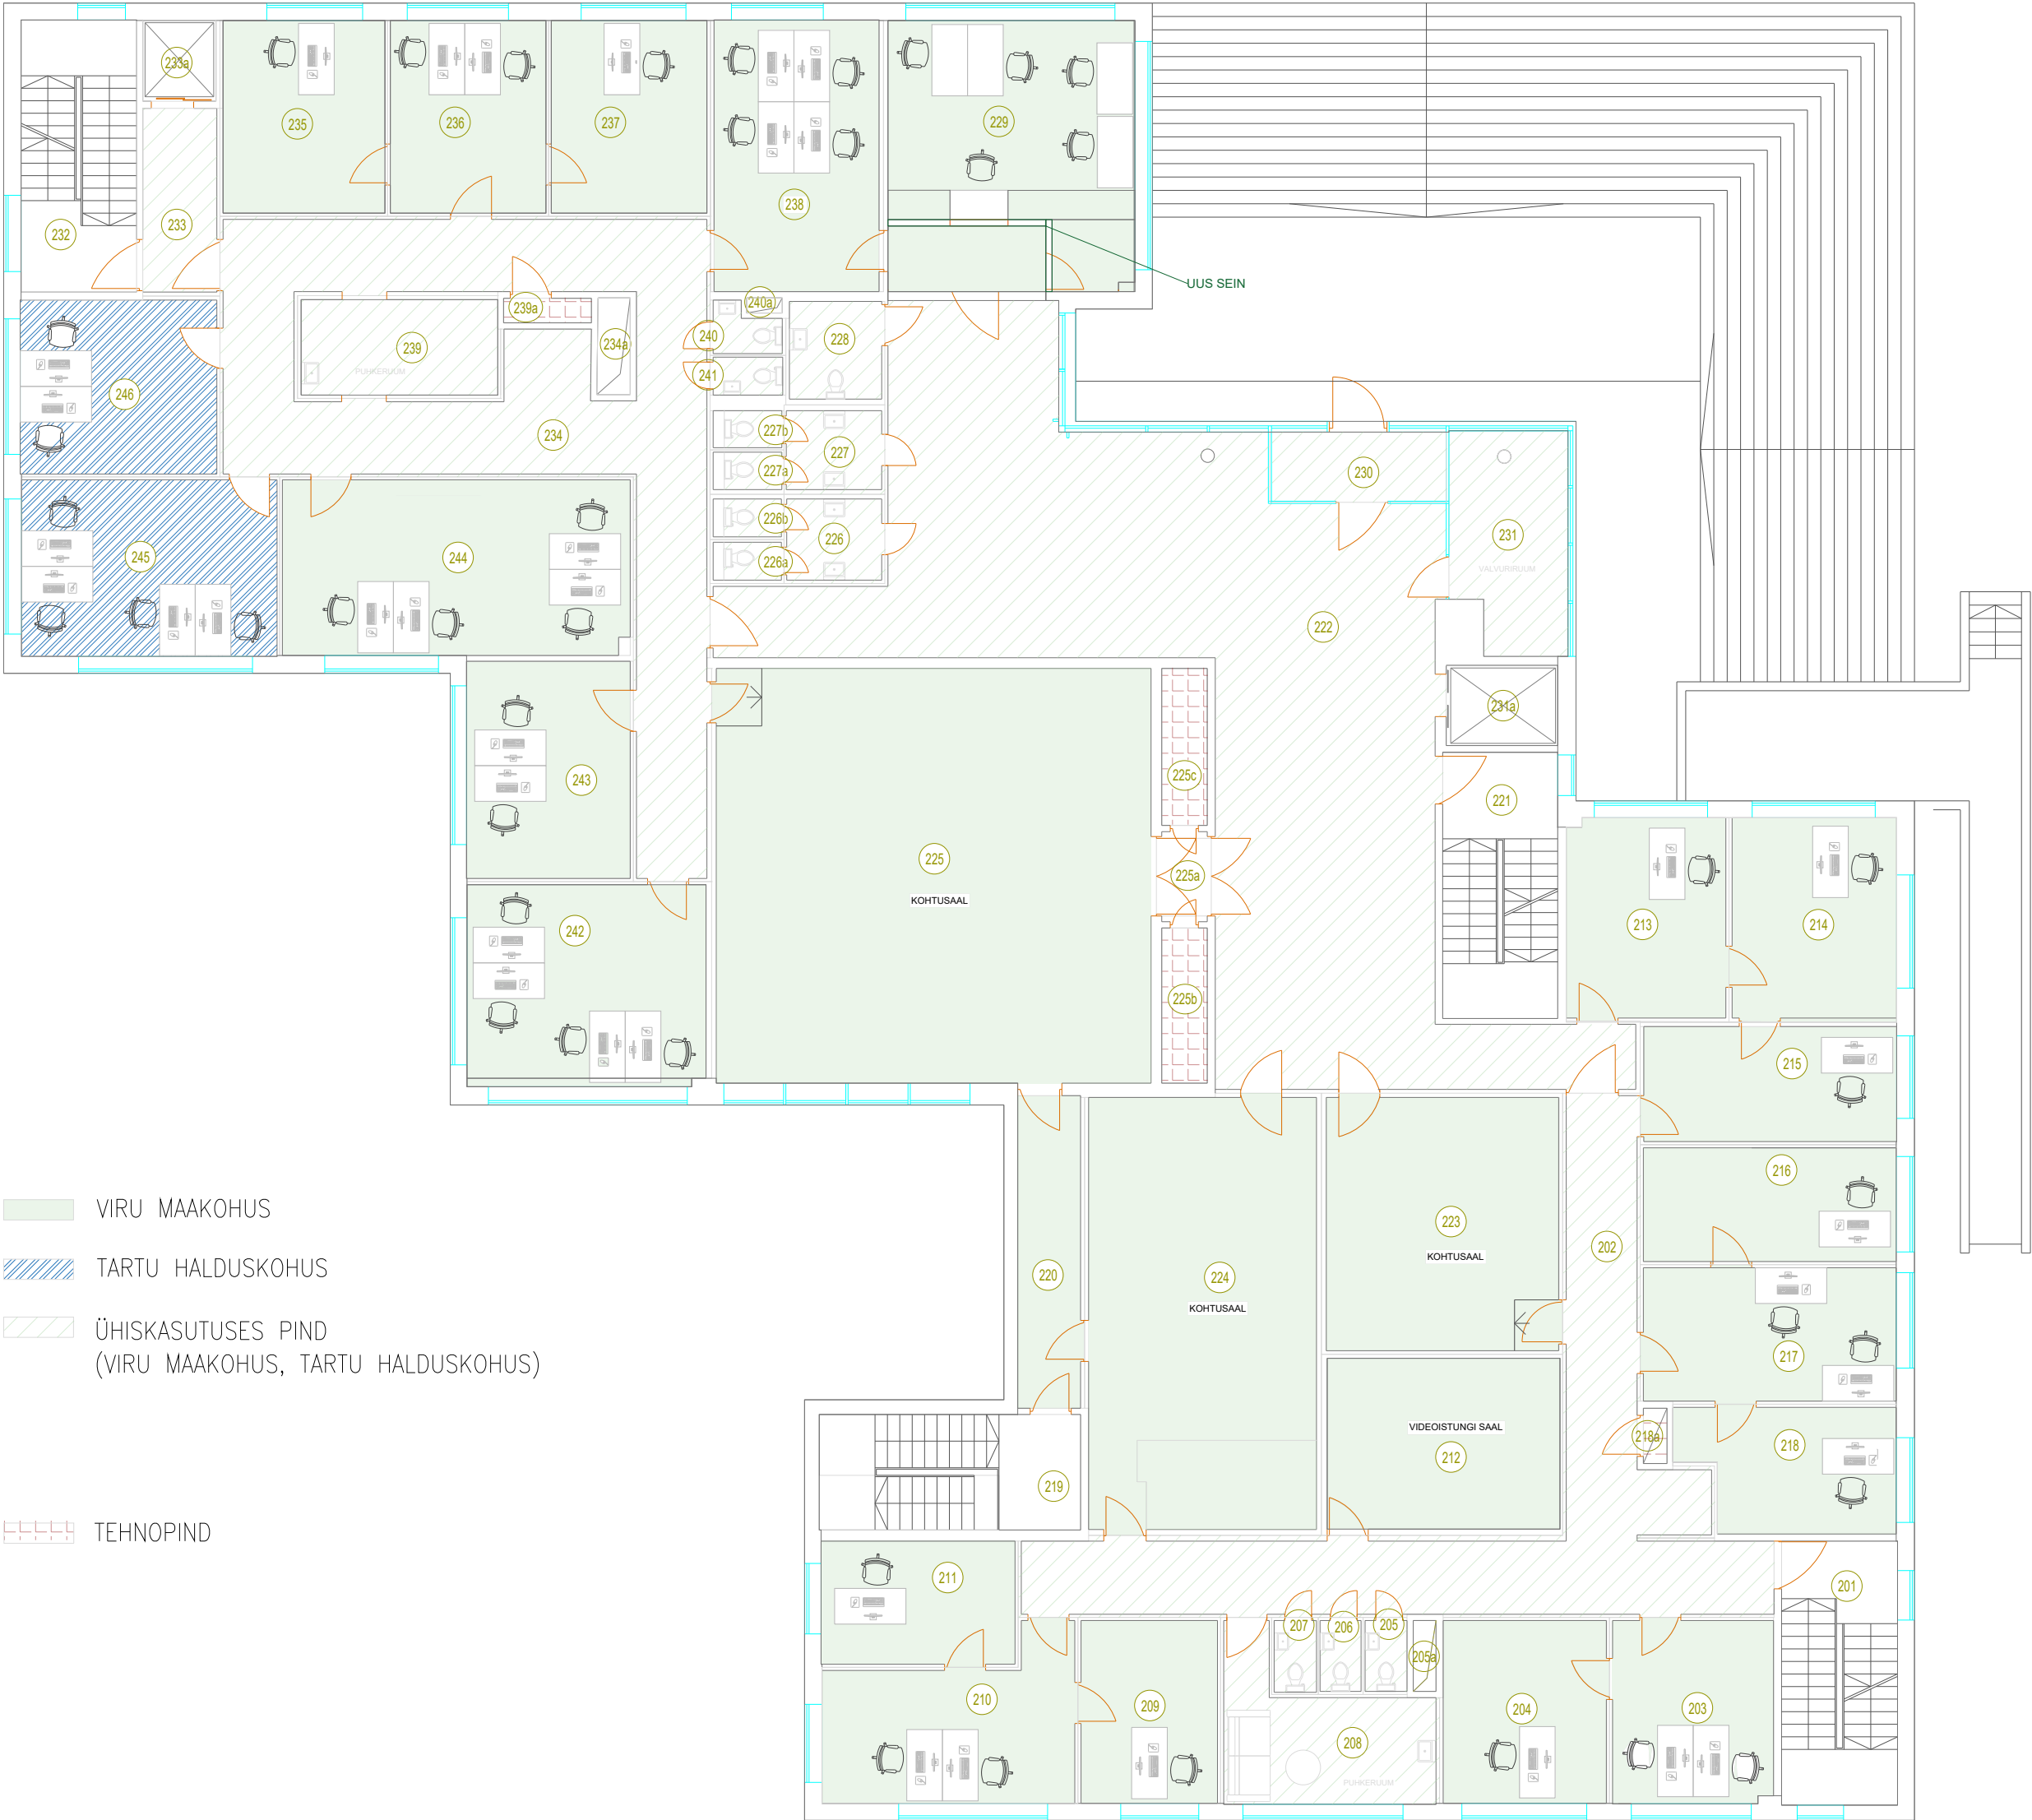 233a
235
236
237
229
238
233
232
UUS SEIN
240a
239a
240
228
234a
239
PUHKERUUM
241
246
227b
234
227
227a
230
226b
231
226
245
244
226a
VALVURIRUUM
222
231a
225c
243
221
225
225a
KOHTUSAAL
213
214
242
225b
215
216
VIRU MAAKOHUS
223
202
KOHTUSAAL
TARTU HALDUSKOHUS
220
224
KOHTUSAAL
ÜHISKASUTUSES PIND
(VIRU MAAKOHUS, TARTU HALDUSKOHUS)
217
VIDEOISTUNGI SAAL
218a
218
212
219
TEHNOPIND
211
201
207
206
205
205a
210
209
204
203
208
PUHKERUUM